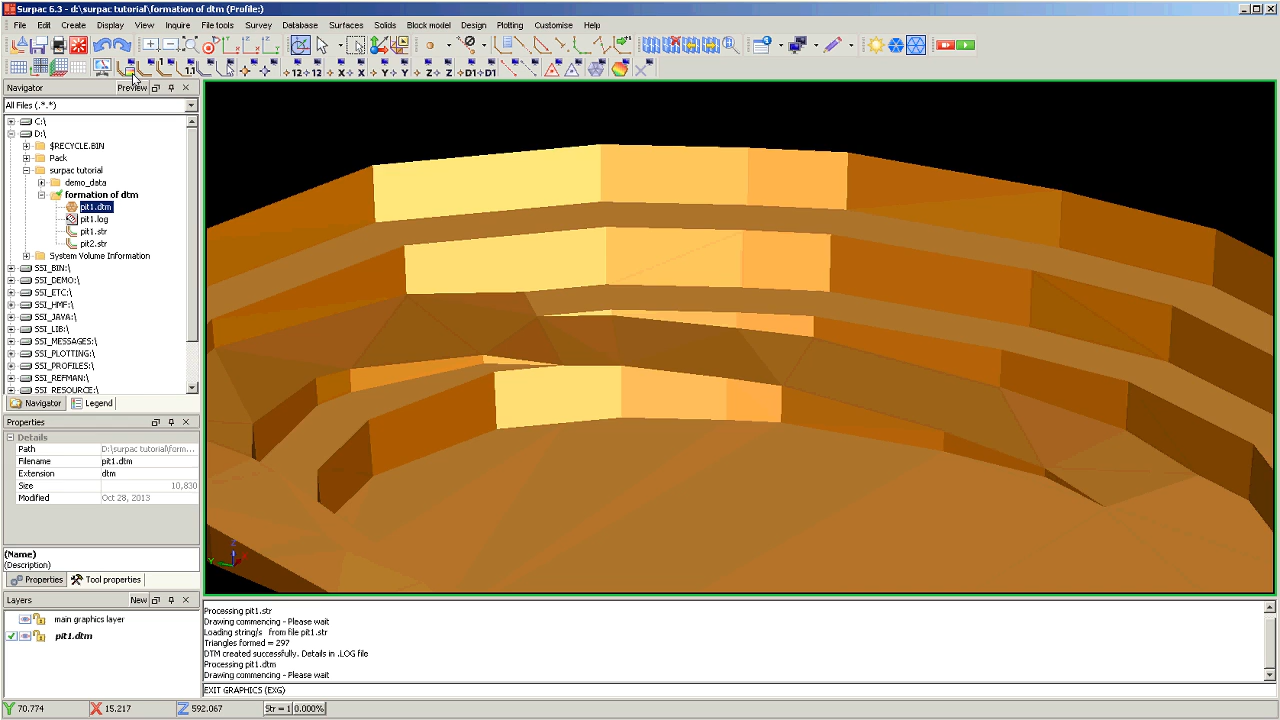 Surpac 6.3 - d:\surpac tutorial\formation of dtm (Profile:)
File Edit Create Display View Inquire File tools Survey Database Surfaces Solids Block model Design Plotting Customise Help
1 1.1 12 12 X X Y Y Z Z D1 D1
Navigator Preview
All Files (.*.*)
C:\
D:\
$RECYCLE.BIN
Pack
surpac tutorial
demo_data
formation of dtm
pit1.dtm
pit1.log
pit1.str
pit2.str
System Volume Information
SSI_BIN:\
SSI_DEMO:\
SSI_ETC:\
SSI_HMF:\
SSI_JAVA:\
SSI_LIB:\
SSI_MESSAGES:\
SSI_PLOTTING:\
SSI_PROFILES:\
SSI_REFMAN:\
SSI_RESOURCE:\
Navigator Legend
Properties
Details
Path D:\surpac tutorial\form...
Filename pit1.dtm
Extension dtm
Size 10,830
Modified Oct 28, 2013
(Name)
(Description)
Properties Tool properties
Layers New
main graphics layer
pit1.dtm
Z
Y
Processing pit1.str
Drawing commencing - Please wait
Loading string/s from file pit1.str
Triangles formed = 297
DTM created successfully. Details in .LOG file
Processing pit1.dtm
Drawing commencing - Please wait
EXIT GRAPHICS (EXG)
Y 70.774 X 15.217 Z 592.067 Str = 1 0.000%